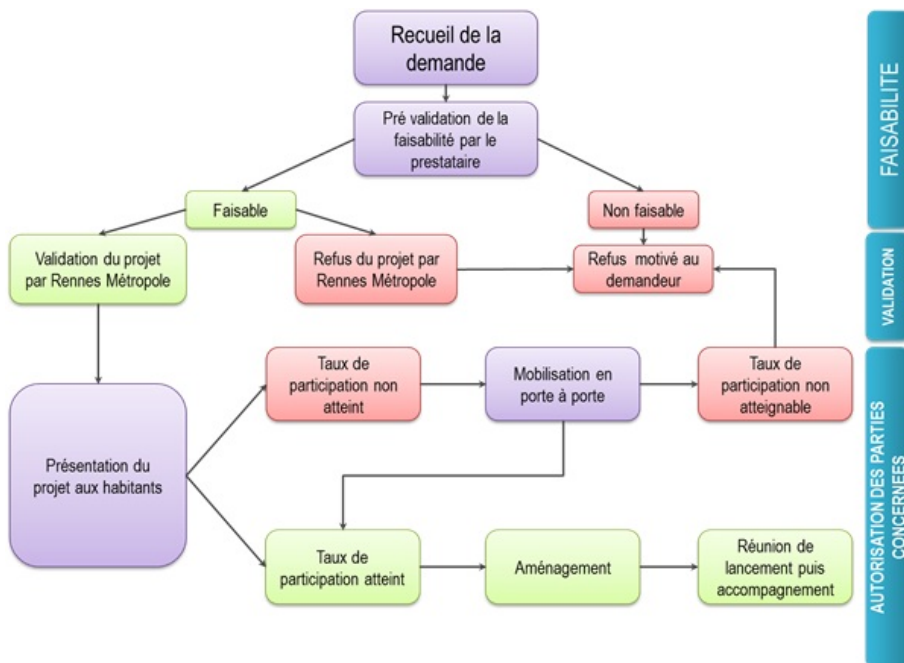 Recueil de la
demande
Pré validation de la
faisabilité par le
prestataire
FAISABILITE
Faisable
Non faisable
Validation du projet
par Rennes Métropole
Refus du projet par
Rennes Métropole
Refus motivé au
demandeur
VALIDATION
Taux de
participation non
atteint
Mobilisation en
porte à porte
Taux de
participation non
atteignable
Présentation du
projet aux habitants
Taux de
participation atteint
Aménagement
Réunion de
lancement puis
accompagnement
AUTORISATION DES PARTIES
CONCERNÉES